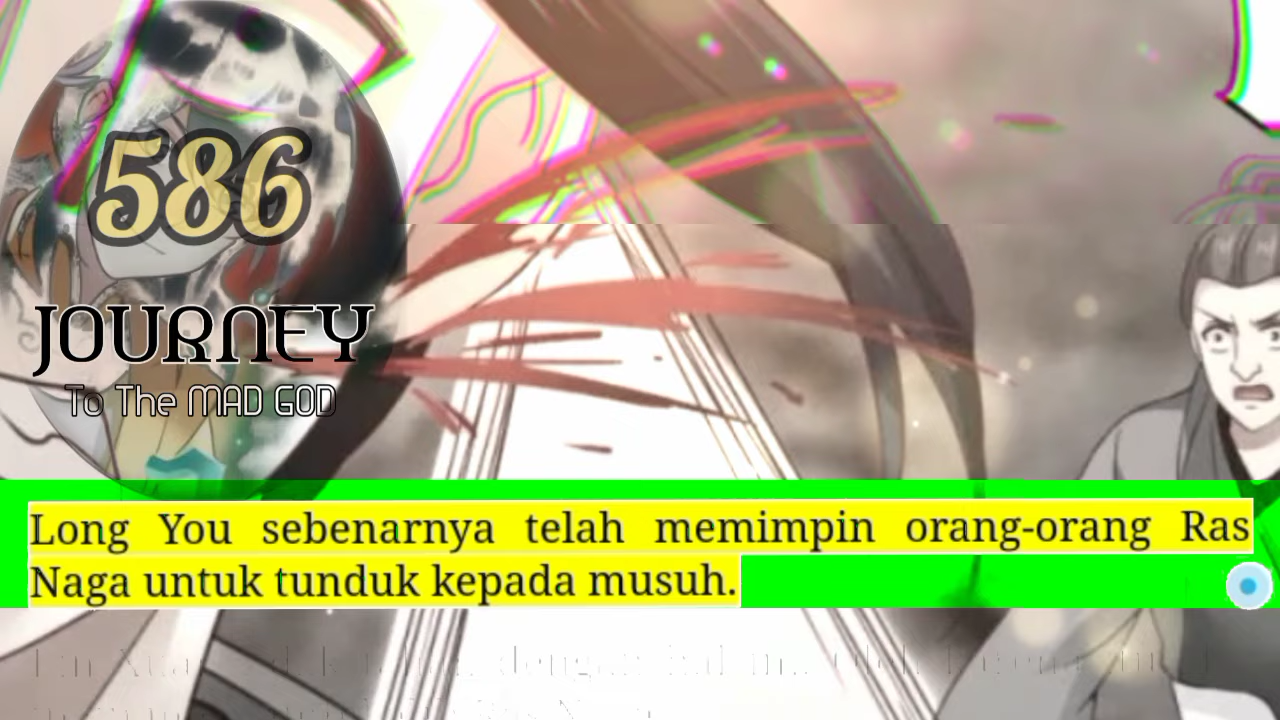 586
JOURNEY
To The MAD GOD
Long You sebenarnya telah memimpin orang-orang Ras
Naga untuk tunduk kepada musuh.